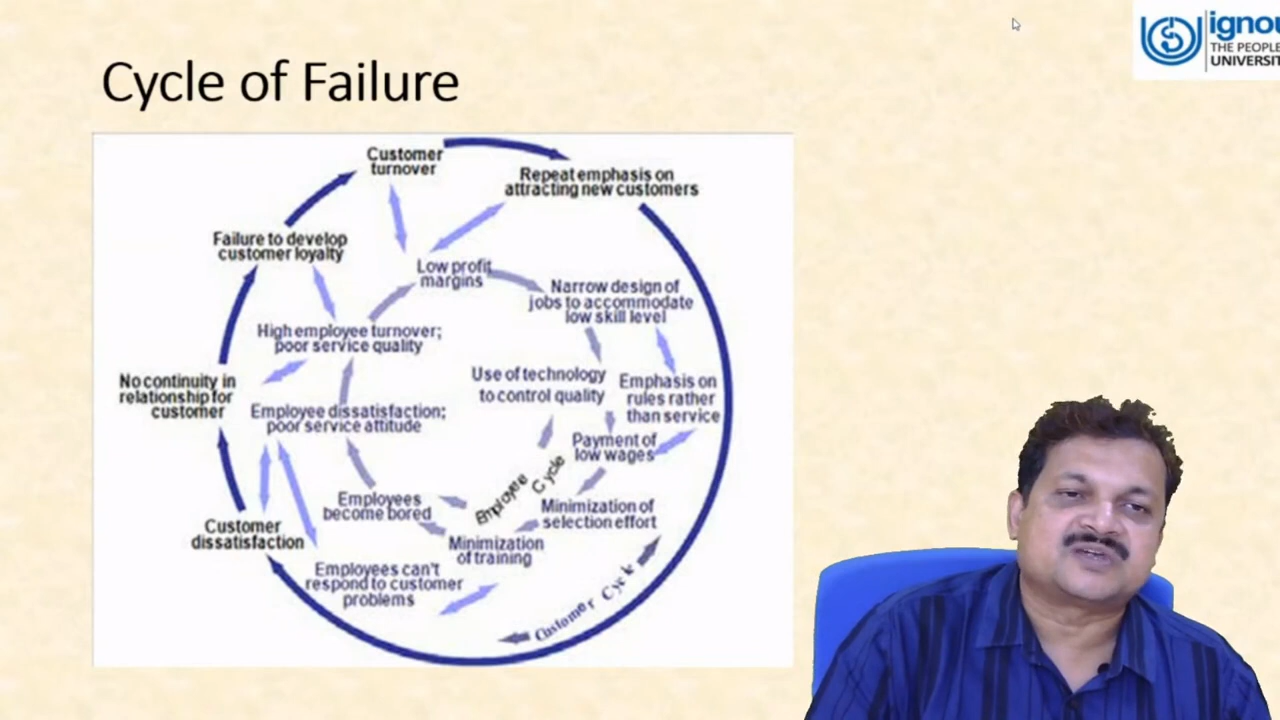 Cycle of Failure
ignou
THE PEOPLE
UNIVERSIT
Customer
turnover
Repeat emphasis on
attracting new customers
Failure to develop
customer loyalty
Low profit
margins
Narrow design of
jobs to accommodate
low skill level
High employee turnover;
poor service quality
Use of technology
to control quality
Emphasis on
rules rather
than service
No continuity in
relationship for
customer
Employee dissatisfaction;
poor service attitude
Payment of
low wages
Employee
Cycle
Employees
become bored
Minimization of
selection effort
Customer
dissatisfaction
Minimization
of training
Employees can't
respond to customer
problems
Customer Cycle